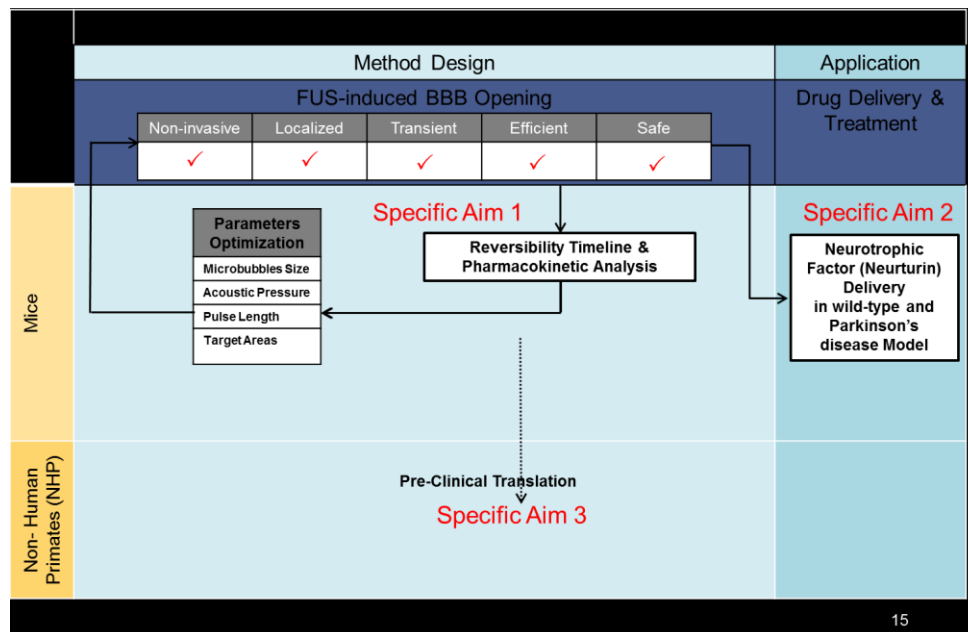 Method Design
Application
FUS-induced BBB Opening
Drug Delivery &
Treatment
Non-invasive
Localized
Transient
Efficient
Safe
✓
✓
✓
✓
✓
Mice
Specific Aim 1
Specific Aim 2
Parameters
Optimization
Microbubbles Size
Acoustic Pressure
Pulse Length
Target Areas
Reversibility Timeline &
Pharmacokinetic Analysis
Neurotrophic
Factor (Neurturin)
Delivery
in wild-type and
Parkinson's
disease Model
Non- Human
Primates (NHP)
Pre-Clinical Translation
Specific Aim 3
15